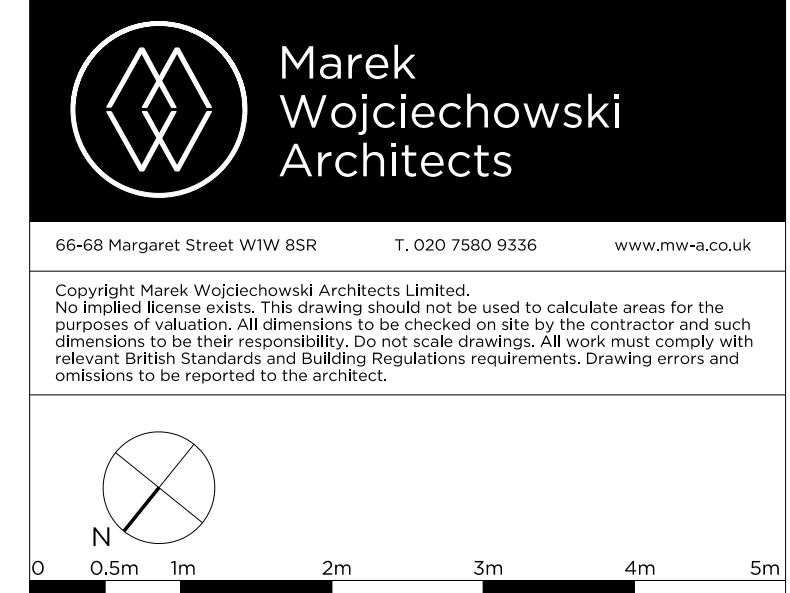 Marek
Wojciechowski
Architects
66-68 Margaret Street W1W 8SR T. 020 7580 9336 www.mw-a.co.uk
Copyright Marek Wojciechowski Architects Limited.
No implied license exists. This drawing should not be used to calculate areas for the
purposes of valuation. All dimensions to be checked on site by the contractor and such
dimensions to be their responsibility. Do not scale drawings. All work must comply with
relevant British Standards and Building Regulations requirements. Drawing errors and
omissions to be reported to the architect.
N
0 0.5m 1m 2m 3m 4m 5m